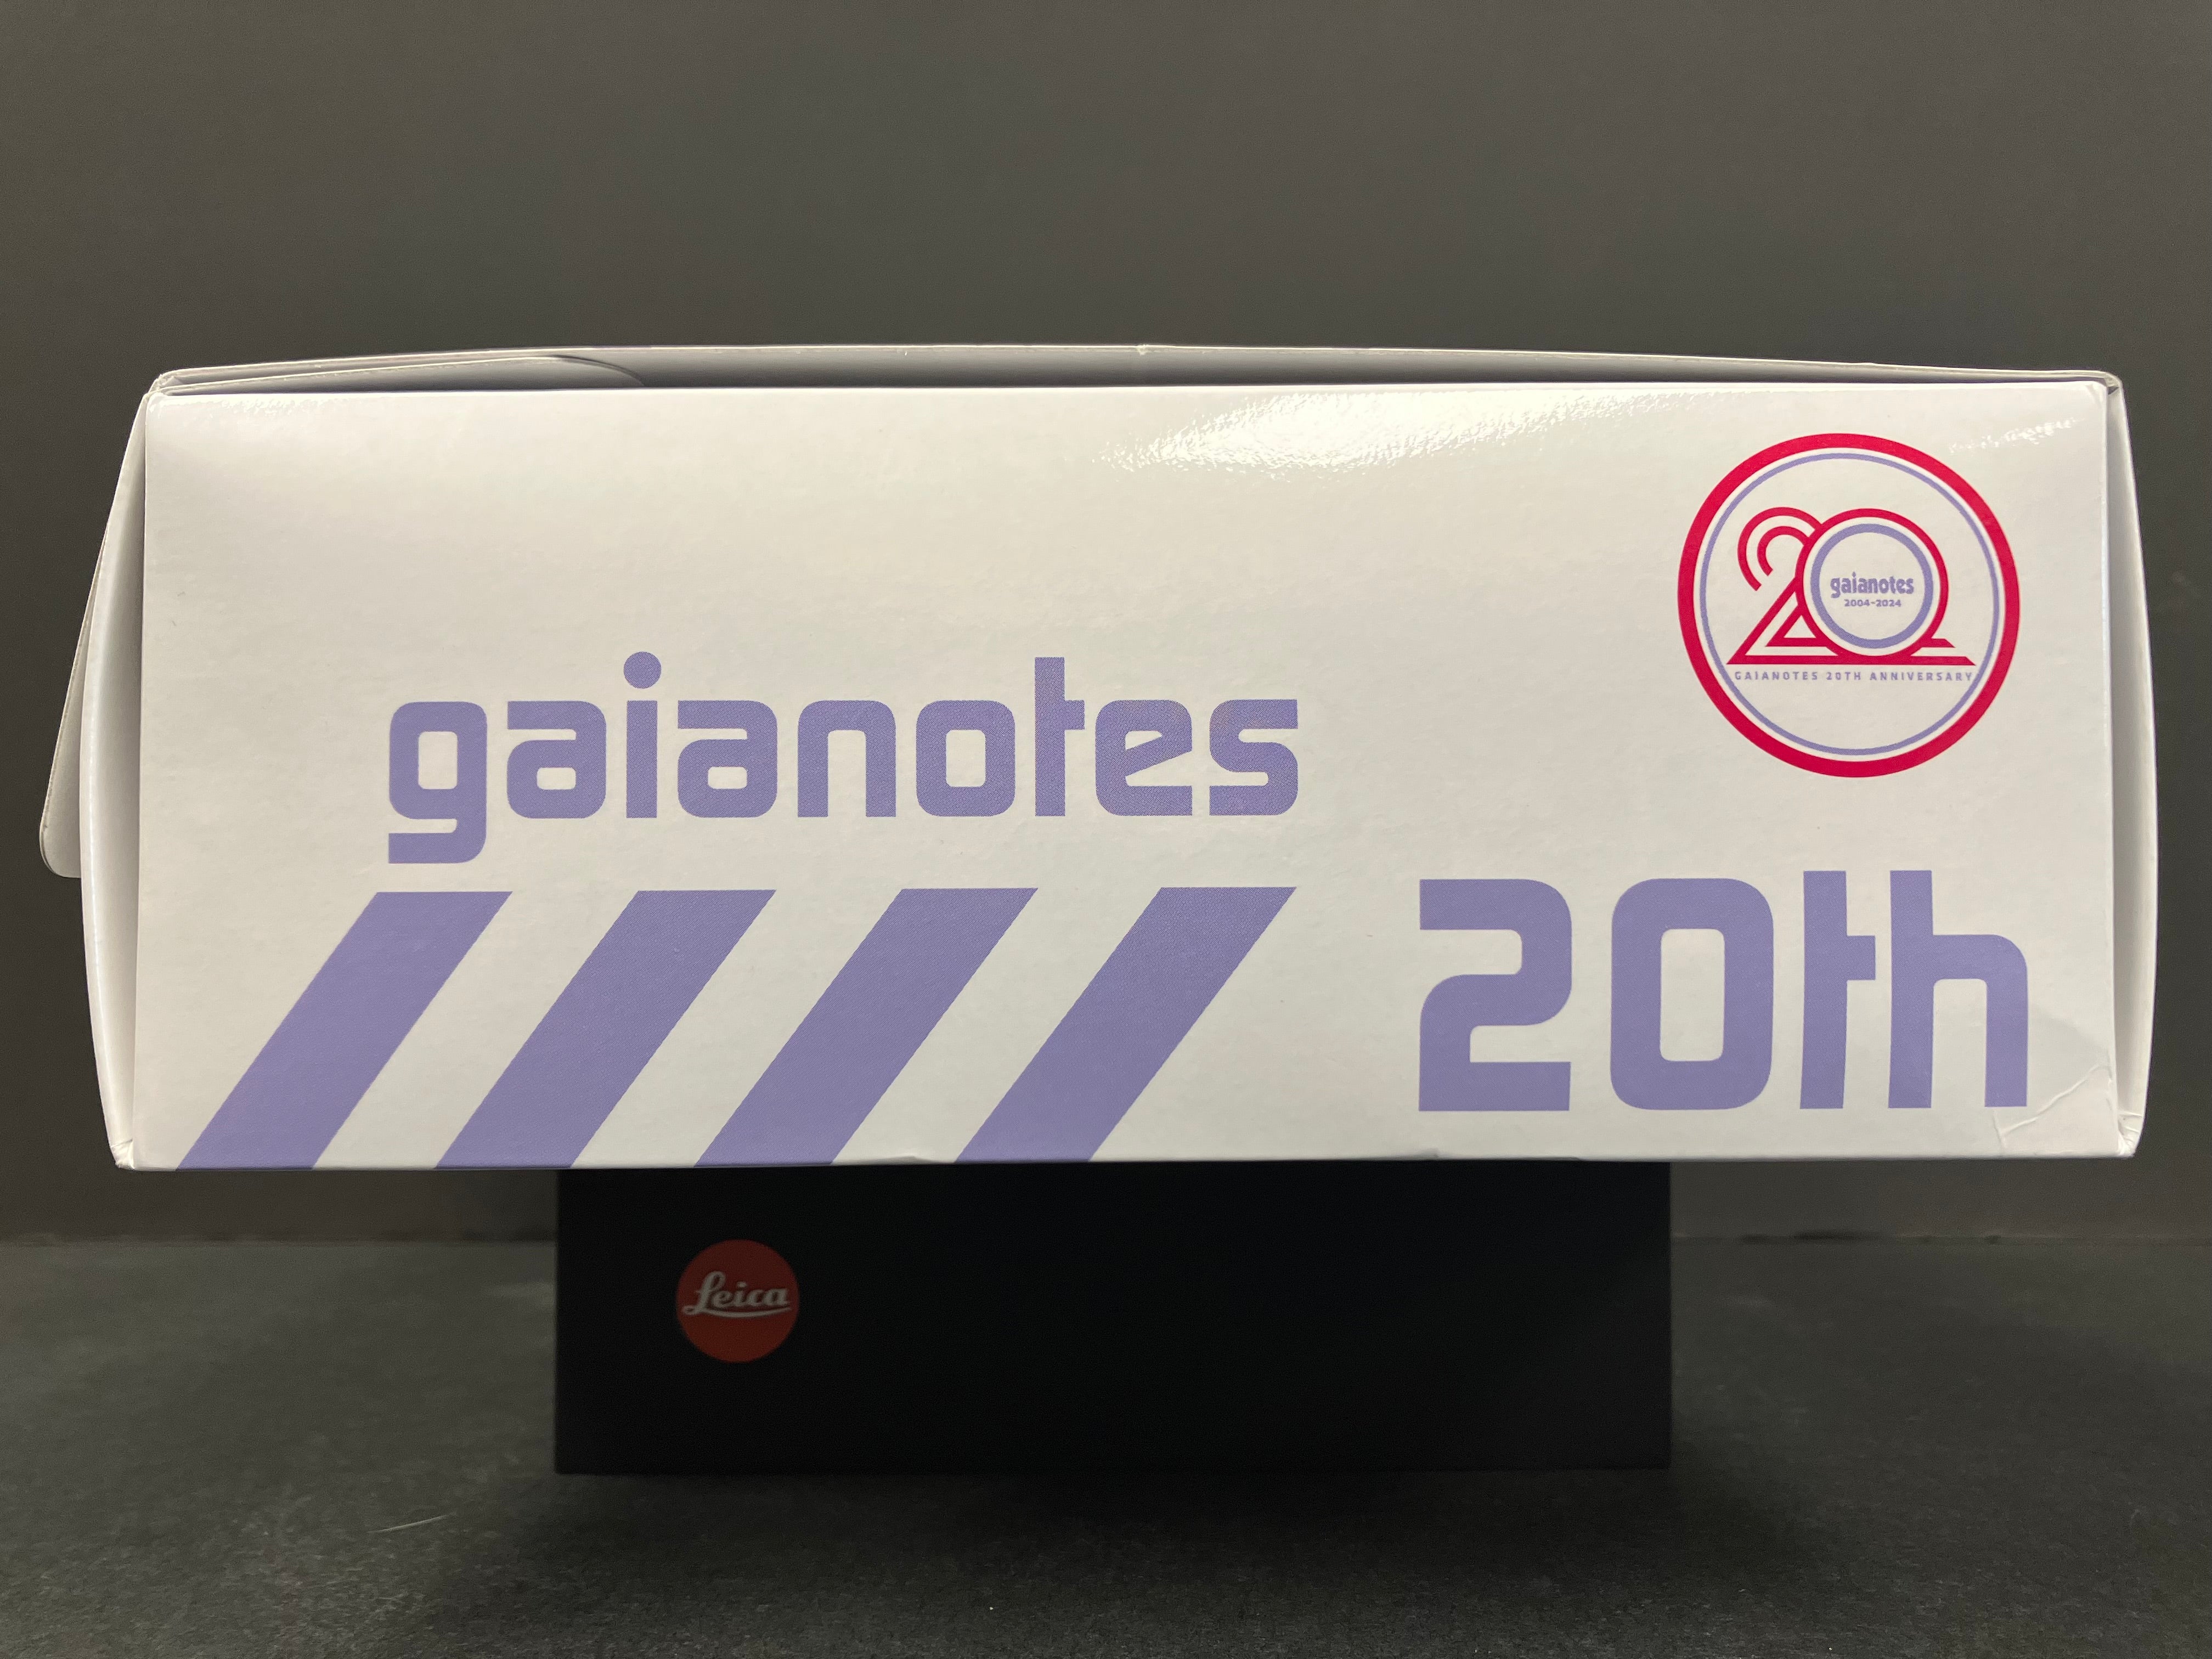 gaianotes
2004-2024
GAIANOTES 20TH ANNIVERSARY
gaianotes
20th
Leica